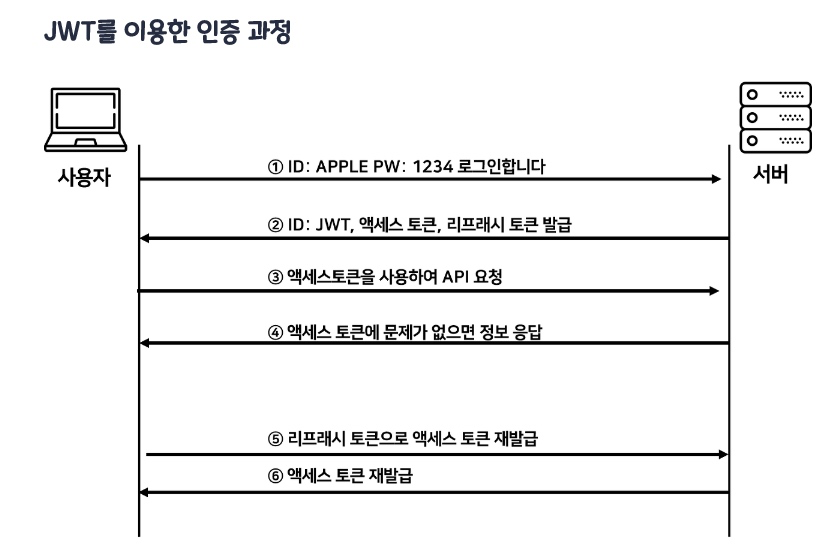 JWT를 이용한 인증 과정
사용자
서버
① ID: APPLE PW: 1234 로그인합니다
② ID: JWT, 액세스 토큰, 리프래시 토큰 발급
③ 액세스토큰을 사용하여 API 요청
④ 액세스 토큰에 문제가 없으면 정보 응답
⑤ 리프래시 토큰으로 액세스 토큰 재발급
⑥ 액세스 토큰 재발급